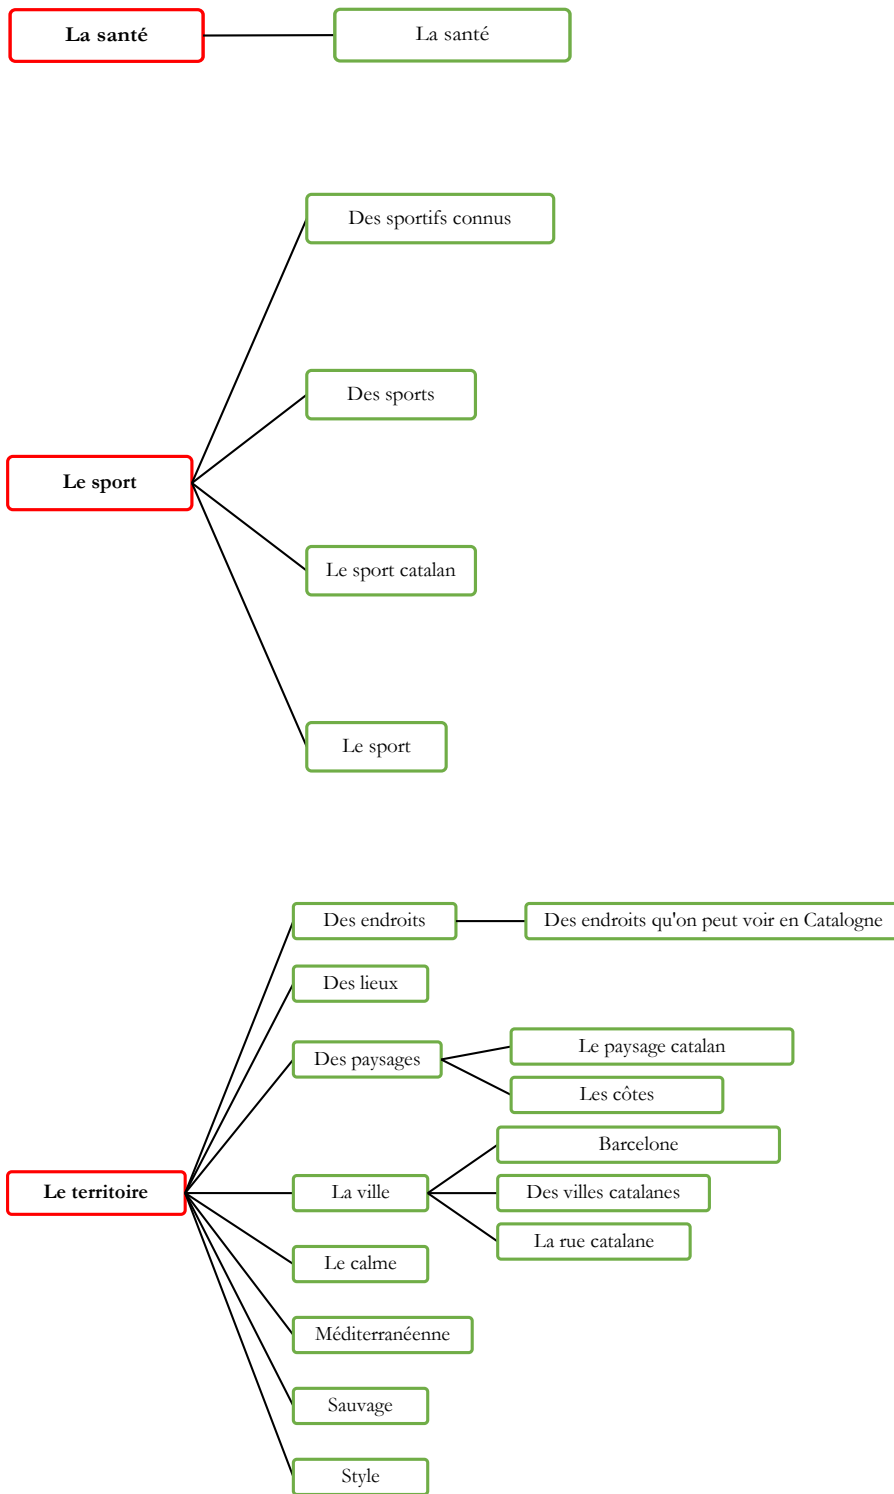 La santé
La santé
Des sportifs connus
Des sports
Le sport
Le sport catalan
Le sport
Des endroits
Des endroits qu'on peut voir en Catalogne
Des lieux
Des paysages
Le paysage catalan
Les côtes
Le territoire
La ville
Barcelone
Des villes catalanes
La rue catalane
Le calme
Méditerranéenne
Sauvage
Style